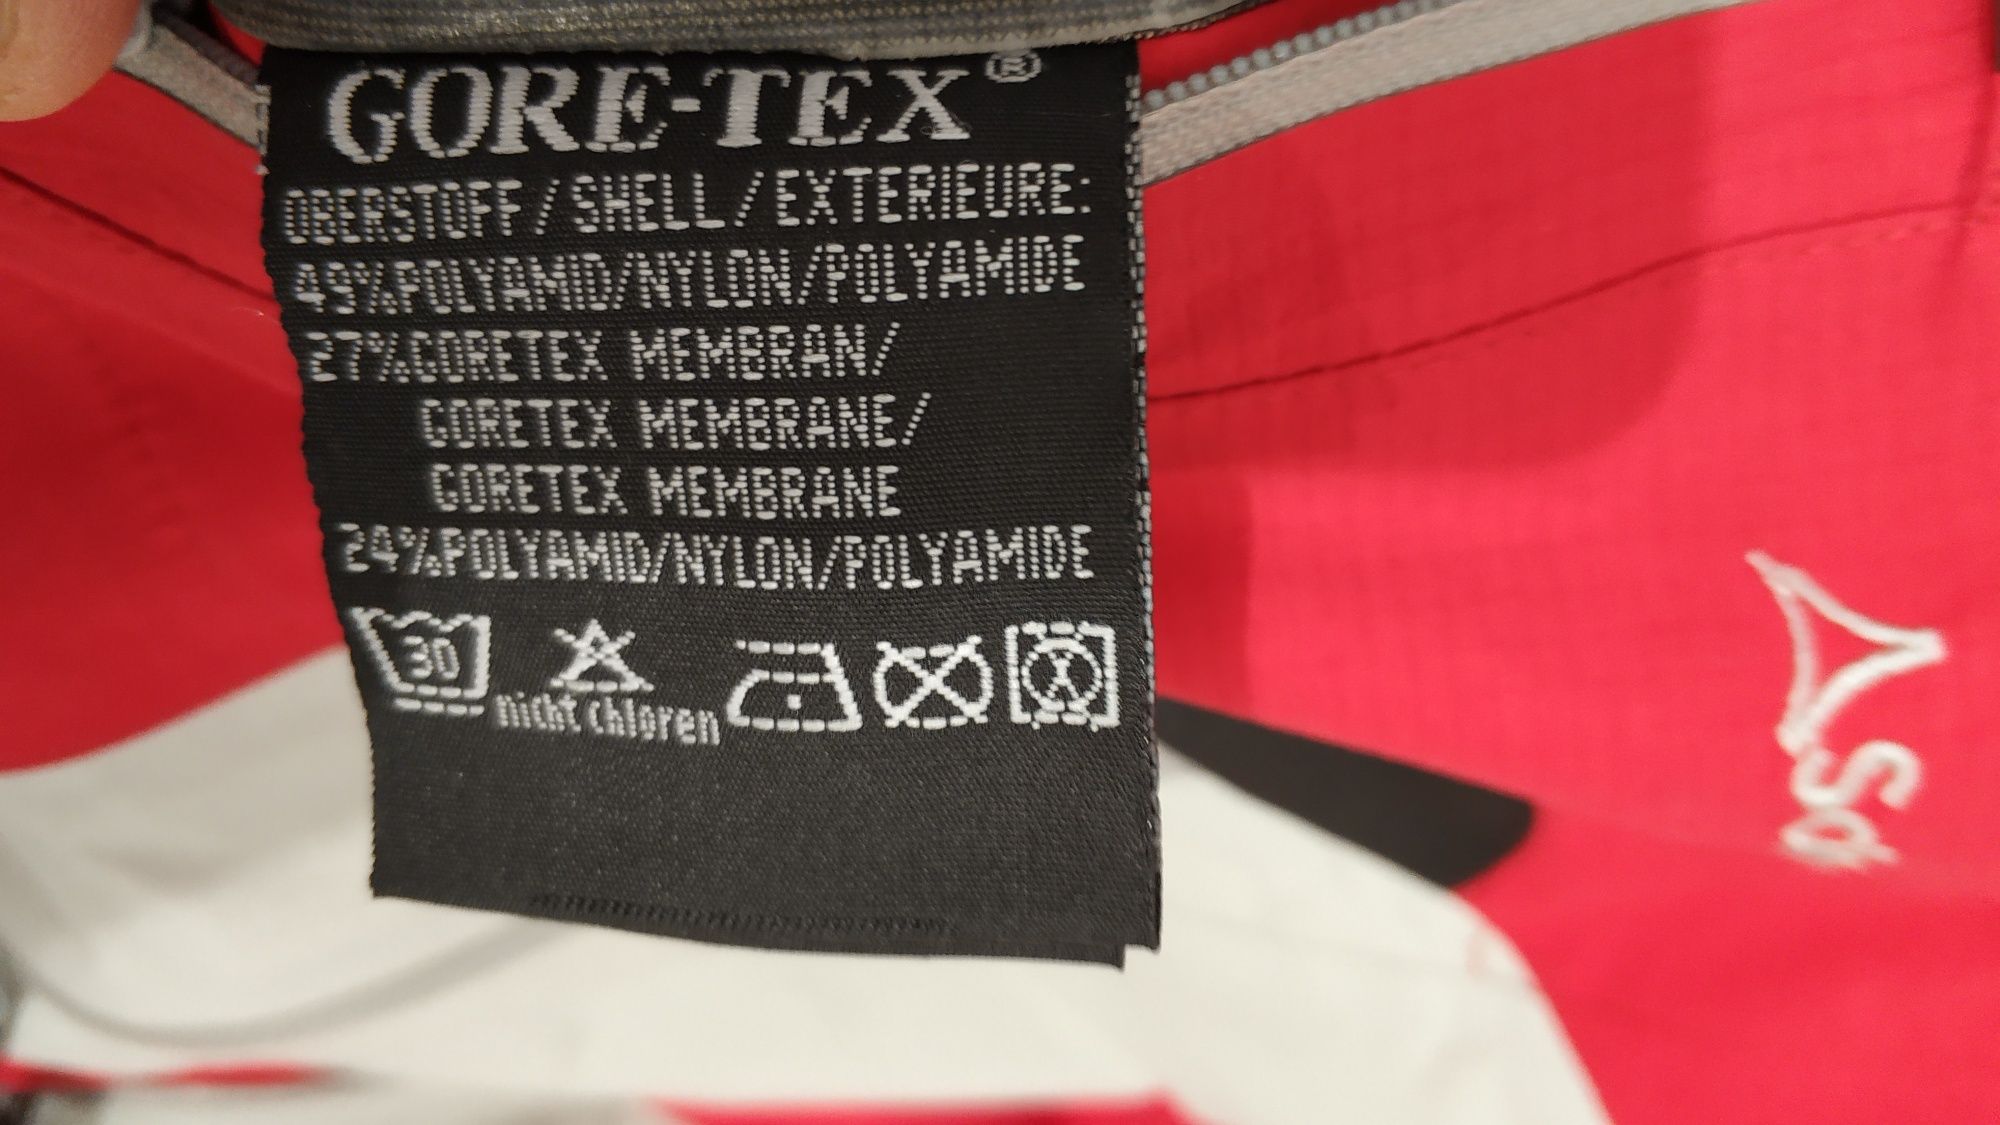 GORE-TEX®
OBERSTOFF/SHELL/EXTERIEURE:
49%POLYAMID/NYLON/POLYAMIDE
27%GORETEX MEMBRAN/
GORETEX MEMBRANE/
GORETEX MEMBRANE
24%POLYAMID/NYLON/POLYAMIDE
30
nicht chloren